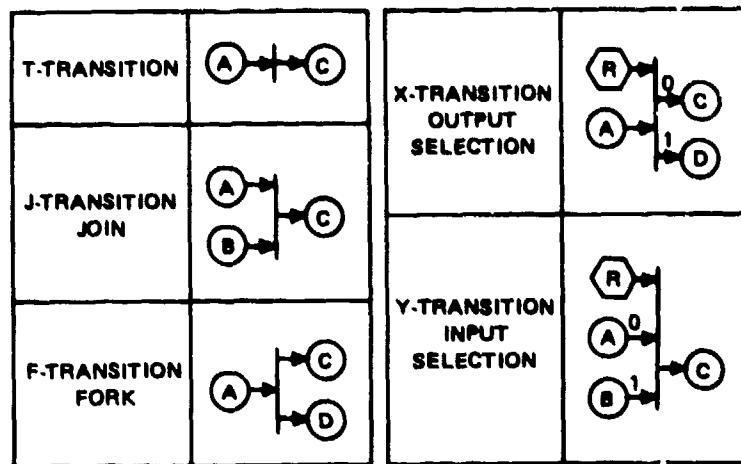 T-TRANSITION
A
C
J-TRANSITION
JOIN
A
B
C
F-TRANSITION
FORK
A
C
D
X-TRANSITION
OUTPUT
SELECTION
R
0
C
A
1
D
Y-TRANSITION
INPUT
SELECTION
R
0
A
C
1
B